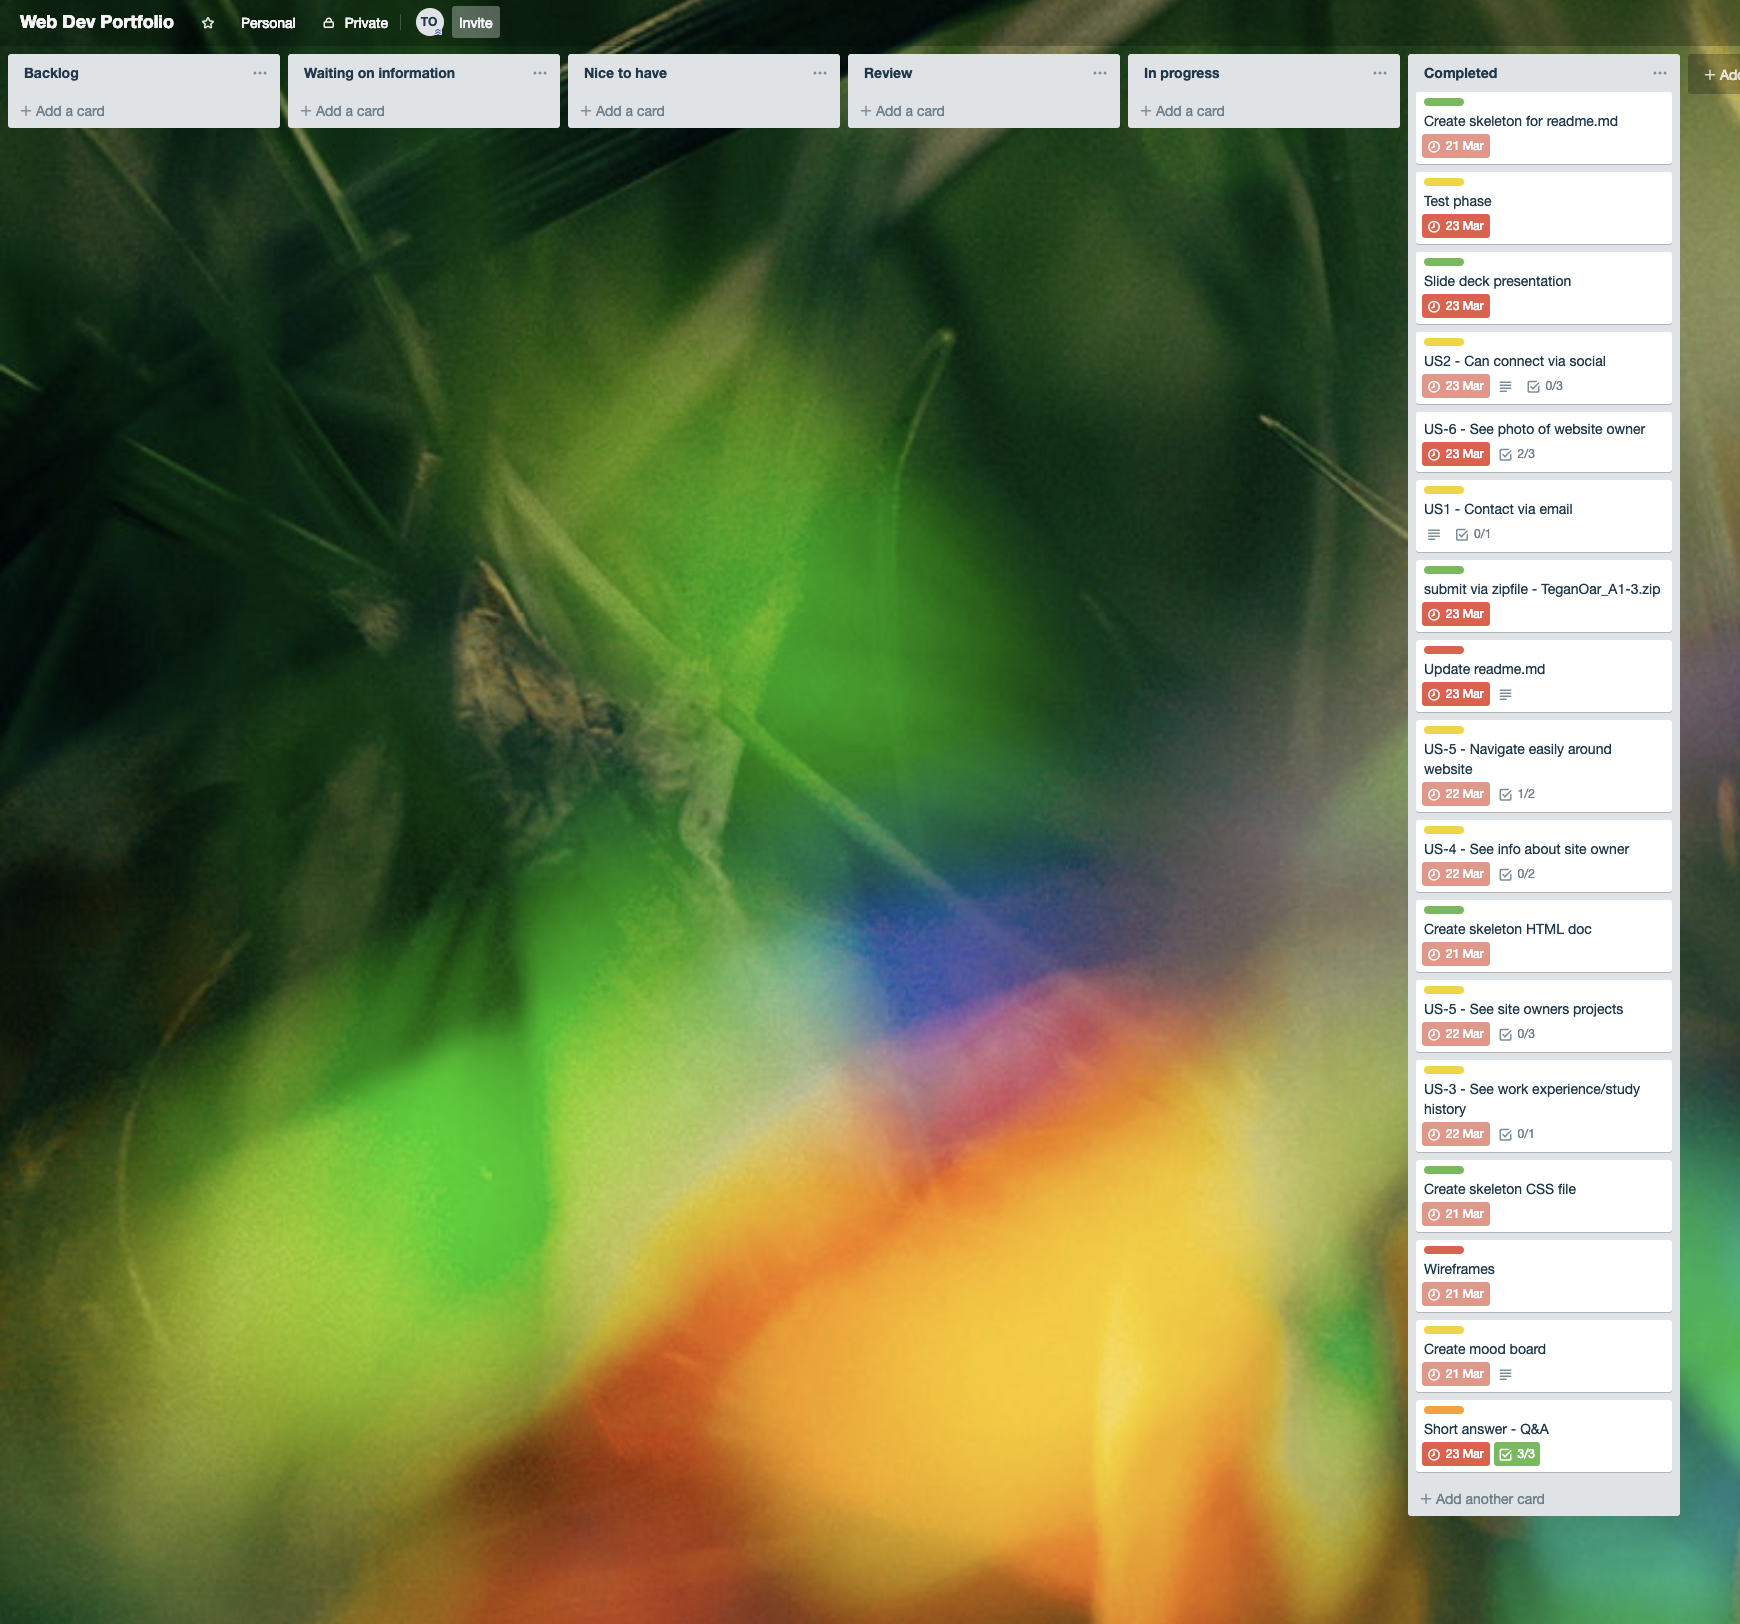 Web Dev Portfolio
Personal
Private
TO
Invite
Backlog
+ Add a card
Waiting on information
+ Add a card
Nice to have
+ Add a card
Review
+ Add a card
In progress
+ Add a card
Completed
Create skeleton for readme.md
21 Mar
Test phase
23 Mar
Slide deck presentation
23 Mar
US2 - Can connect via social
23 Mar 0/3
US-6 - See photo of website owner
23 Mar 2/3
US1 - Contact via email
0/1
submit via zipfile - TeganOar_A1-3.zip
23 Mar
Update readme.md
23 Mar
US-5 - Navigate easily around
website
22 Mar 1/2
US-4 - See info about site owner
22 Mar 0/2
Create skeleton HTML doc
21 Mar
US-5 - See site owners projects
22 Mar 0/3
US-3 - See work experience/study
history
22 Mar 0/1
Create skeleton CSS file
21 Mar
Wireframes
21 Mar
Create mood board
21 Mar
Short answer - Q&A
23 Mar 3/3
+ Add another card
+ Add